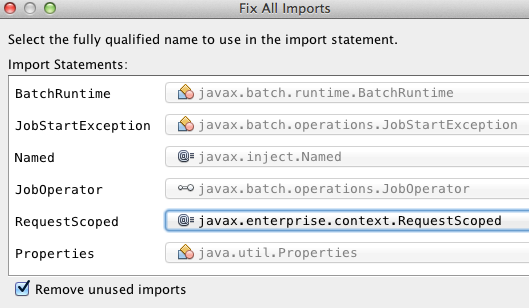 Fix All Imports
Select the fully qualified name to use in the import statement.
Import Statements:
BatchRuntime javax.batch.runtime.BatchRuntime
JobStartException javax.batch.operations.JobStartException
Named javax.inject.Named
JobOperator javax.batch.operations.JobOperator
RequestScoped javax.enterprise.context.RequestScoped
Properties java.util.Properties
Remove unused imports